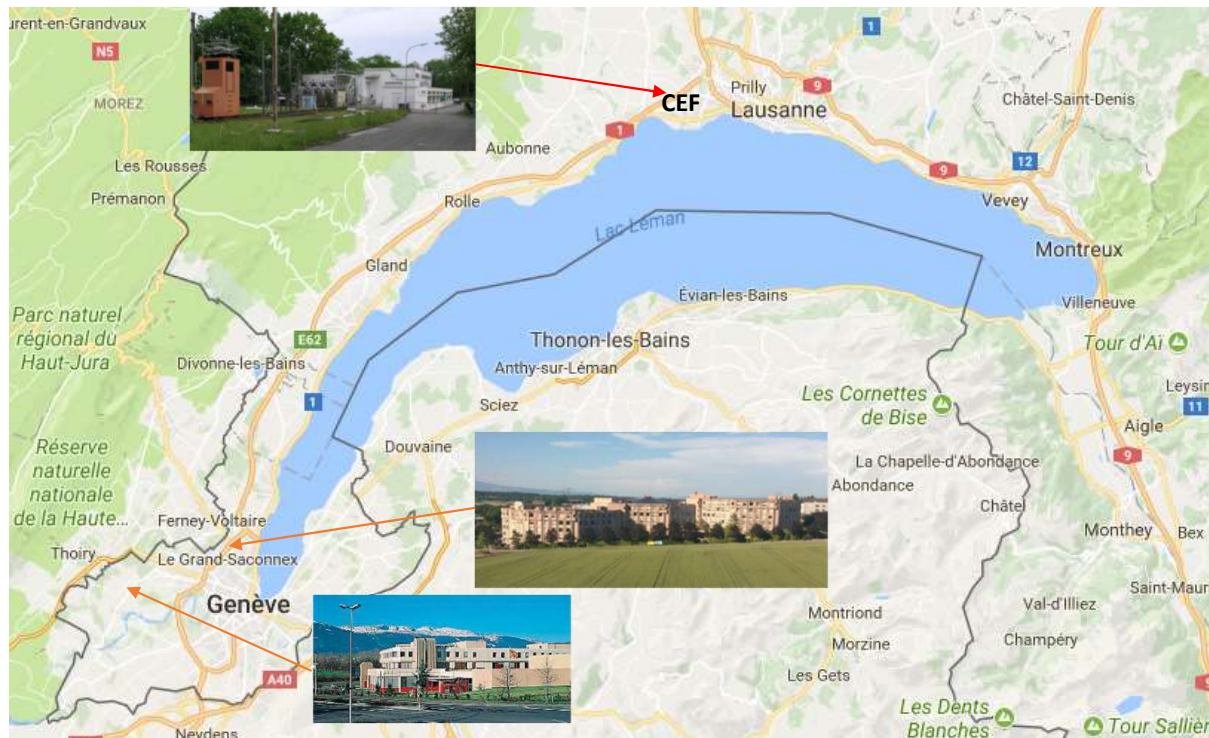 urent-en-Grandvaux
N5
MOREZ
Les Rousses
Prémanon
CEF
1
Prilly
9
Lausanne
Châtel-Saint-Denis
1
Aubonne
12
9
Rolle
Vevey
Lac Léman
Montreux
Gland
Évian-les-Bains
Villeneuve
Parc naturel
régional du
Haut-Jura
E62
Divonne-les-Bains
Thonon-les-Bains
Tour d'Aï
Anthy-sur-Léman
Leysin
1
Sciez
Les Cornettes
de Bise
11
Aigle
Réserve
naturelle
nationale
de la Haute...
Douvaine
9
La Chapelle-d'Abondance
Abondance
Châtel
Ferney-Voltaire
Monthey
Bex
Thoiry
Le Grand-Saconnex
Saint-Maur
Genève
Montriond
Val-d'Illiez
Morzine
Champéry
A40
Les Gets
9
Les Dents
Blanches
Tour Sallièr
Neydens